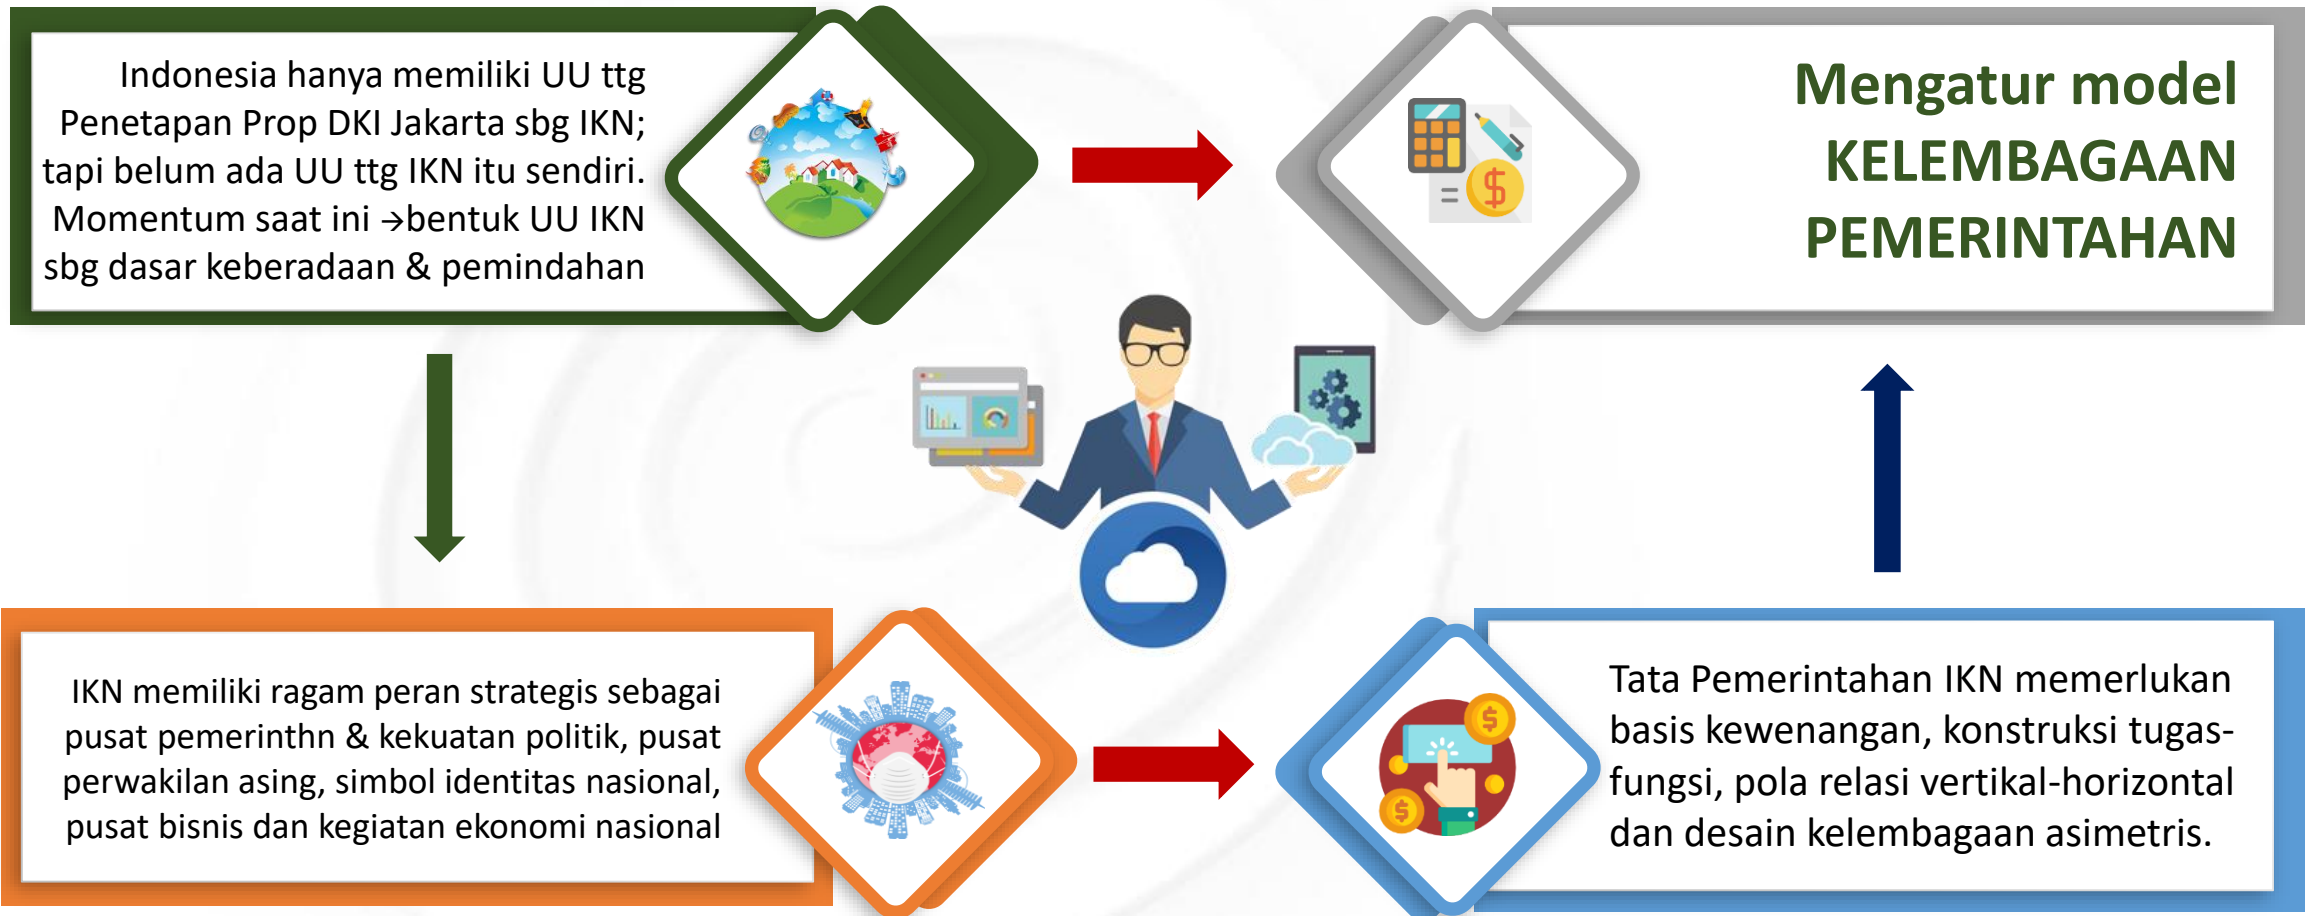 Indonesia hanya memiliki UU ttg
Penetapan Prop DKI Jakarta sbg IKN;
tapi belum ada UU ttg IKN itu sendiri.
Momentum saat ini →bentuk UU IKN
sbg dasar keberadaan & pemindahan
Mengatur model
KELEMBAGAAN
PEMERINTAHAN
IKN memiliki ragam peran strategis sebagai
pusat pemerinthn & kekuatan politik, pusat
perwakilan asing, simbol identitas nasional,
pusat bisnis dan kegiatan ekonomi nasional
Tata Pemerintahan IKN memerlukan
basis kewenangan, konstruksi tugas-
fungsi, pola relasi vertikal-horizontal
dan desain kelembagaan asimetris.